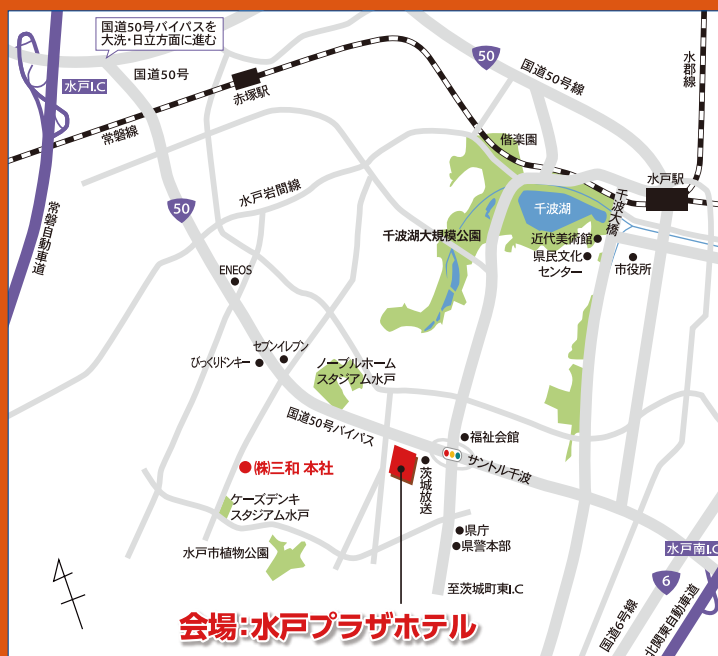 国道50号バイパスを
大洗・日立方面に進む
水戸I.C
国道50号
赤塚駅
常磐線
50
国道50号線
水郡線
偕楽園
水戸駅
水戸岩間線
50
千波湖
千波大橋
千波湖大規模公園
近代美術館
県民文化
センター
市役所
常磐自動車道
ENEOS
セブンイレブン
びっくりドンキー
ノーブルホーム
スタジアム水戸
国道50号バイパス
福祉会館
サントル千波
茨城放送
㈱三和 本社
ケーズデンキ
スタジアム水戸
県庁
県警本部
水戸市植物公園
水戸南I.C
6
至茨城町東I.C
国道6号線
北関東自動車道
会場:水戸プラザホテル